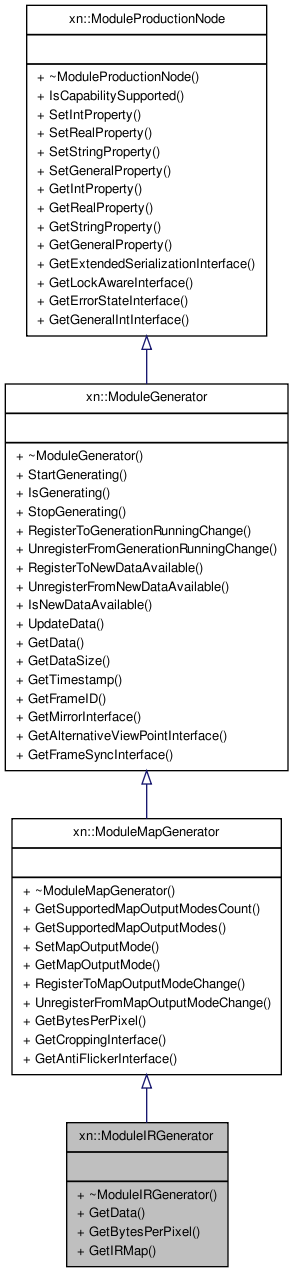 xn::ModuleProductionNode
+ ~ModuleProductionNode()
+ IsCapabilitySupported()
+ SetIntProperty()
+ SetRealProperty()
+ SetStringProperty()
+ SetGeneralProperty()
+ GetIntProperty()
+ GetRealProperty()
+ GetStringProperty()
+ GetGeneralProperty()
+ GetExtendedSerializationInterface()
+ GetLockAwareInterface()
+ GetErrorStateInterface()
+ GetGeneralIntInterface()
xn::ModuleGenerator
+ ~ModuleGenerator()
+ StartGenerating()
+ IsGenerating()
+ StopGenerating()
+ RegisterToGenerationRunningChange()
+ UnregisterFromGenerationRunningChange()
+ RegisterToNewDataAvailable()
+ UnregisterFromNewDataAvailable()
+ IsNewDataAvailable()
+ UpdateData()
+ GetData()
+ GetDataSize()
+ GetTimestamp()
+ GetFrameID()
+ GetMirrorInterface()
+ GetAlternativeViewPointInterface()
+ GetFrameSyncInterface()
xn::ModuleMapGenerator
+ ~ModuleMapGenerator()
+ GetSupportedMapOutputModesCount()
+ GetSupportedMapOutputModes()
+ SetMapOutputMode()
+ GetMapOutputMode()
+ RegisterToMapOutputModeChange()
+ UnregisterFromMapOutputModeChange()
+ GetBytesPerPixel()
+ GetCroppingInterface()
+ GetAntiFlickerInterface()
xn::ModuleIRGenerator
+ ~ModuleIRGenerator()
+ GetData()
+ GetBytesPerPixel()
+ GetIRMap()